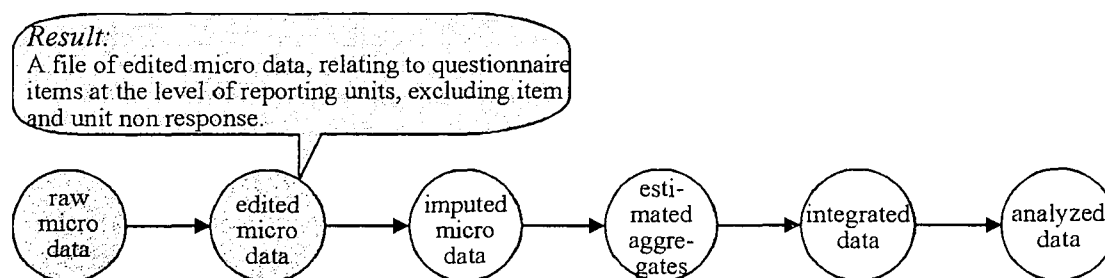 Result:
A file of edited micro data, relating to questionnaire
items at the level of reporting units, excluding item
and unit non response.
raw
micro
data
edited
micro
data
imputed
micro
data
esti-
mated
aggre-
gates
integrated
data
analyzed
data